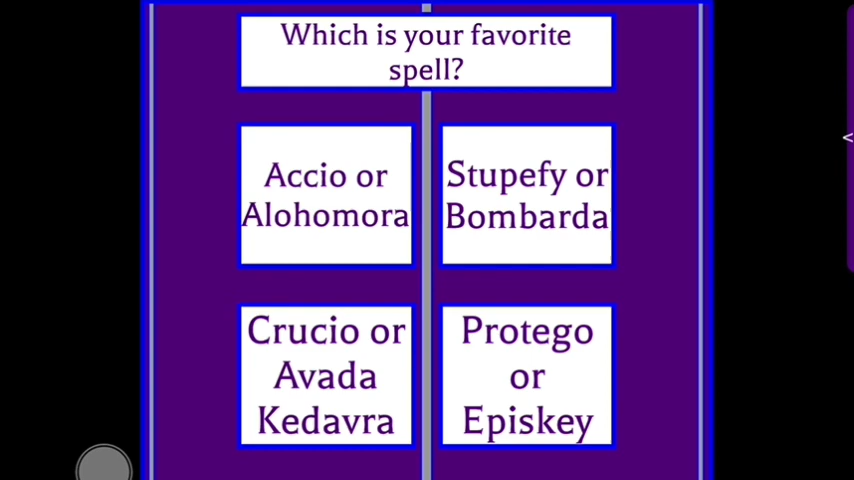 Which is your favorite
spell?
Accio or
Alohomora
Stupefy or
Bombarda
Crucio or
Avada
Kedavra
Protego
or
Episkey
<